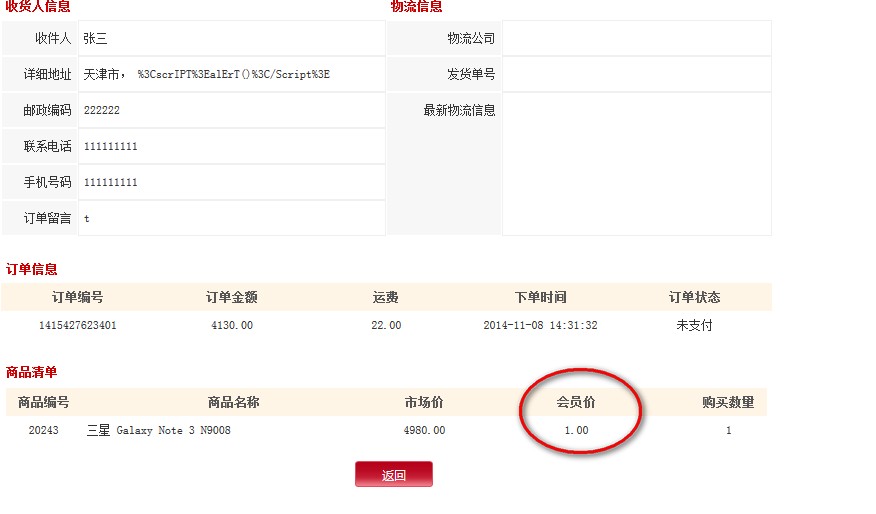 收货人信息 物流信息
收件人 张三 物流公司
详细地址 天津市， %3CscrIPT%3EalErT()%3C/Script%3E 发货单号
邮政编码 222222 最新物流信息
联系电话 111111111
手机号码 111111111
订单留言 t
订单信息
订单编号 订单金额 运费 下单时间 订单状态
1415427623401 4130.00 22.00 2014-11-08 14:31:32 未支付
商品清单
商品编号 商品名称 市场价 会员价 购买数量
20243 三星 Galaxy Note 3 N9008 4980.00 1.00 1
返回